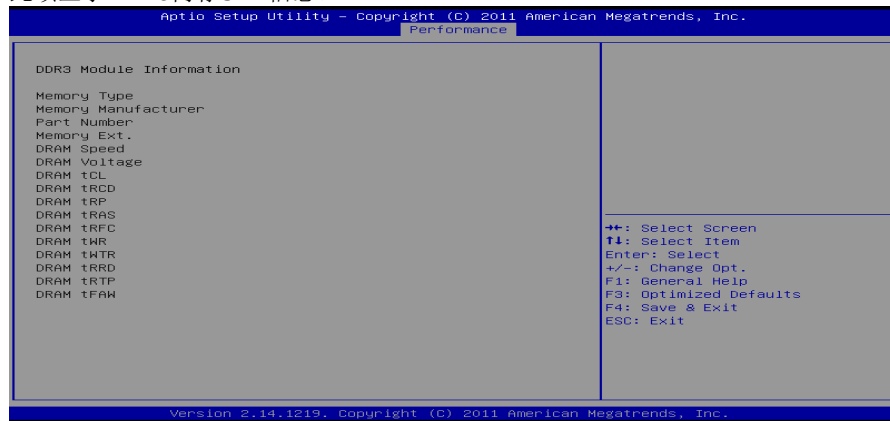 Aptio Setup Utility – Copyright (C) 2011 American Megatrends, Inc.
Performance
DDR3 Module Information
Memory Type
Memory Manufacturer
Part Number
Memory Ext.
DRAM Speed
DRAM Voltage
DRAM tCL
DRAM tRCD
DRAM tRP
DRAM tRAS
DRAM tRFC
DRAM tWR
DRAM tWTR
DRAM tRRD
DRAM tRTP
DRAM tFAW
→←: Select Screen
↑↓: Select Item
Enter: Select
+/-: Change Opt.
F1: General Help
F3: Optimized Defaults
F4: Save & Exit
ESC: Exit
Version 2.14.1219. Copyright (C) 2011 American Megatrends, Inc.